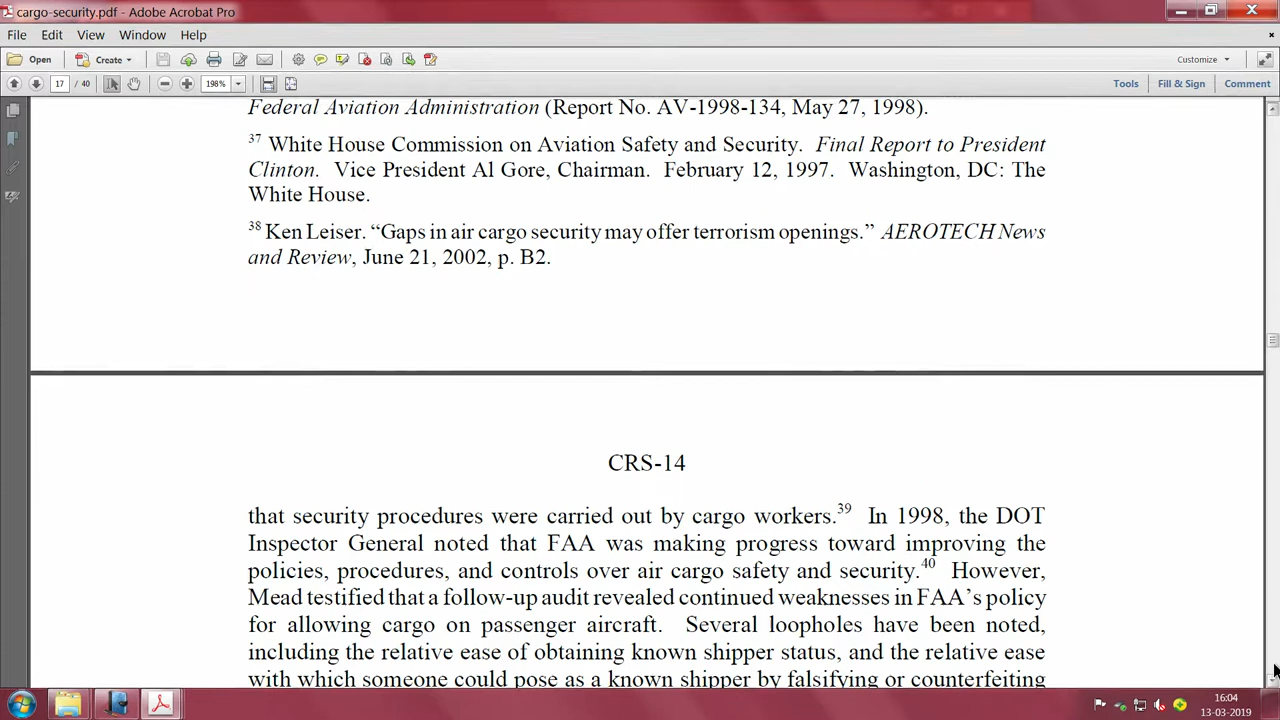 cargo-security.pdf - Adobe Acrobat Pro
File Edit View Window Help
Open Create Customize
17 / 40 198% Tools Fill & Sign Comment
Federal Aviation Administration (Report No. AV-1998-134, May 27, 1998).
37 White House Commission on Aviation Safety and Security. Final Report to President
Clinton. Vice President Al Gore, Chairman. February 12, 1997. Washington, DC: The
White House.
38 Ken Leiser. “Gaps in air cargo security may offer terrorism openings.” AEROTECH News
and Review, June 21, 2002, p. B2.
CRS-14
that security procedures were carried out by cargo workers.39 In 1998, the DOT
Inspector General noted that FAA was making progress toward improving the
policies, procedures, and controls over air cargo safety and security.40 However,
Mead testified that a follow-up audit revealed continued weaknesses in FAA’s policy
for allowing cargo on passenger aircraft. Several loopholes have been noted,
including the relative ease of obtaining known shipper status, and the relative ease
with which someone could pose as a known shipper by falsifying or counterfeiting
16:04
13-03-2019